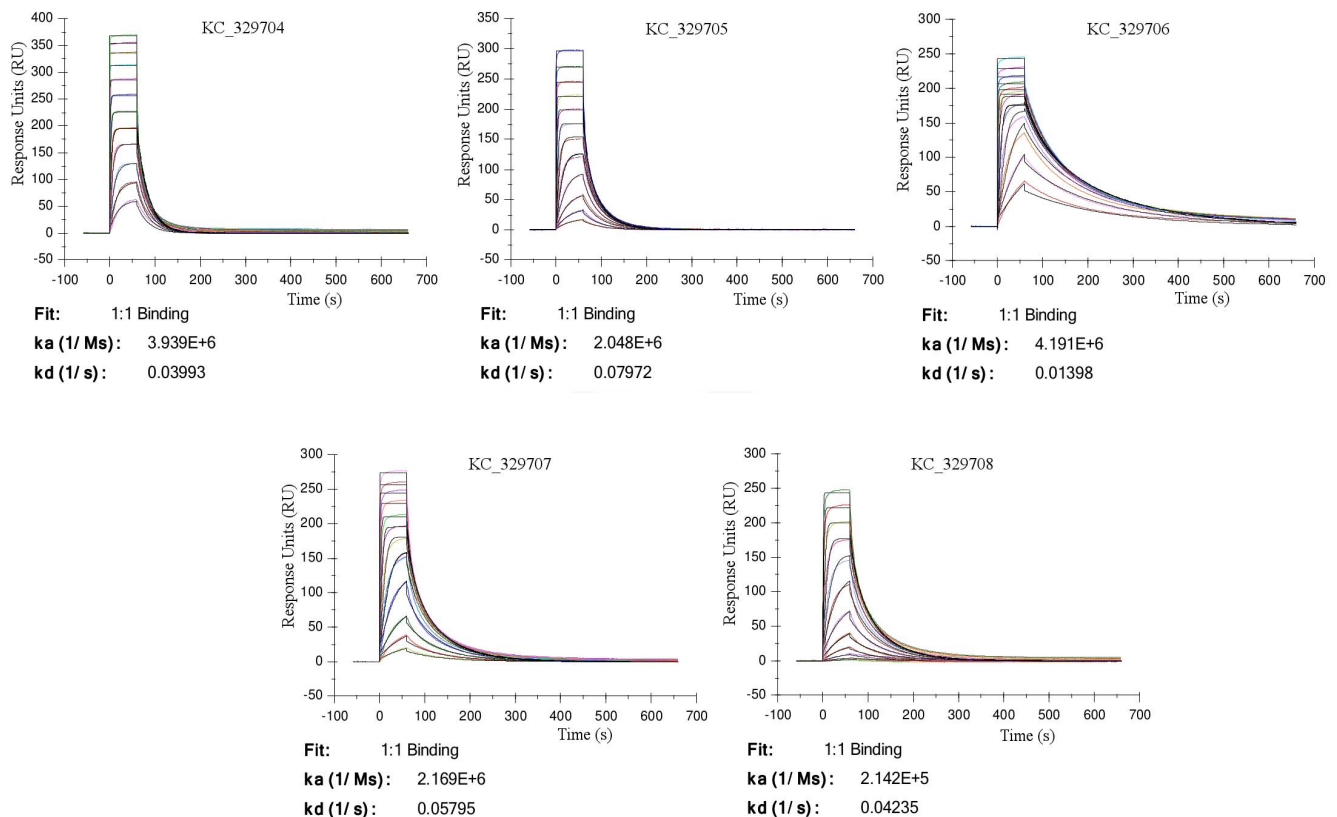 KC_329704
400
350
300
250
200
150
100
50
0
-50
Response Units (RU)
-100 0 100 200 300 400 500 600 700
Time (s)
Fit: 1:1 Binding
ka (1/ Ms) : 3.939E+6
kd (1/ s) : 0.03993
KC_329705
350
300
250
200
150
100
50
0
-50
Response Units (RU)
-100 0 100 200 300 400 500 600 700
Time (s)
Fit: 1:1 Binding
ka (1/ Ms) : 2.048E+6
kd (1/ s) : 0.07972
KC_329706
300
250
200
150
100
50
0
-50
Response Units (RU)
-100 0 100 200 300 400 500 600 700
Time (s)
Fit: 1:1 Binding
ka (1/ Ms) : 4.191E+6
kd (1/ s) : 0.01398
KC_329707
300
250
200
150
100
50
0
-50
Response Units (RU)
-100 0 100 200 300 400 500 600 700
Time (s)
Fit: 1:1 Binding
ka (1/ Ms) : 2.169E+6
kd (1/ s) : 0.05795
KC_329708
300
250
200
150
100
50
0
-50
Response Units (RU)
-100 0 100 200 300 400 500 600 700
Time (s)
Fit: 1:1 Binding
ka (1/ Ms) : 2.142E+5
kd (1/ s) : 0.04235